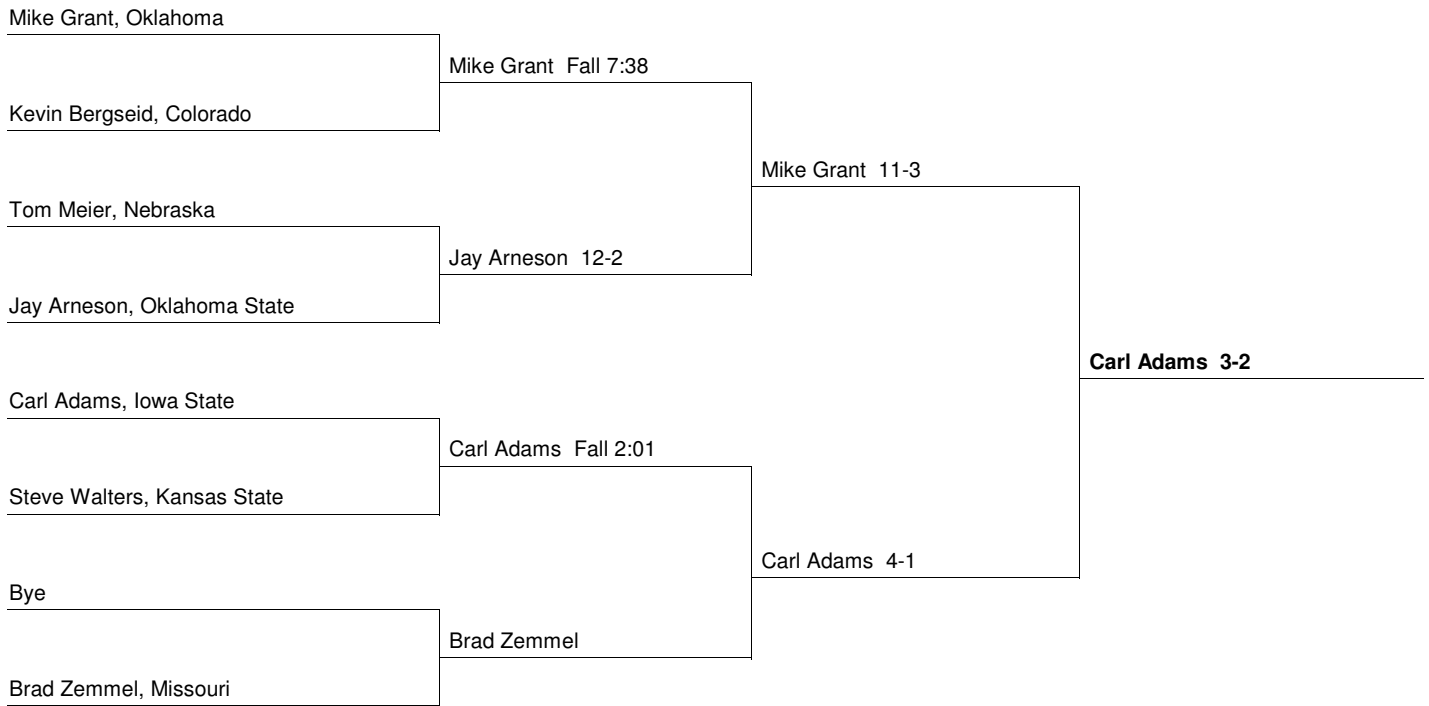 Mike Grant, Oklahoma
Mike Grant Fall 7:38
Kevin Bergseid, Colorado
Mike Grant 11-3
Tom Meier, Nebraska
Jay Arneson 12-2
Jay Arneson, Oklahoma State
Carl Adams 3-2
Carl Adams, Iowa State
Carl Adams Fall 2:01
Steve Walters, Kansas State
Carl Adams 4-1
Bye
Brad Zemmel
Brad Zemmel, Missouri